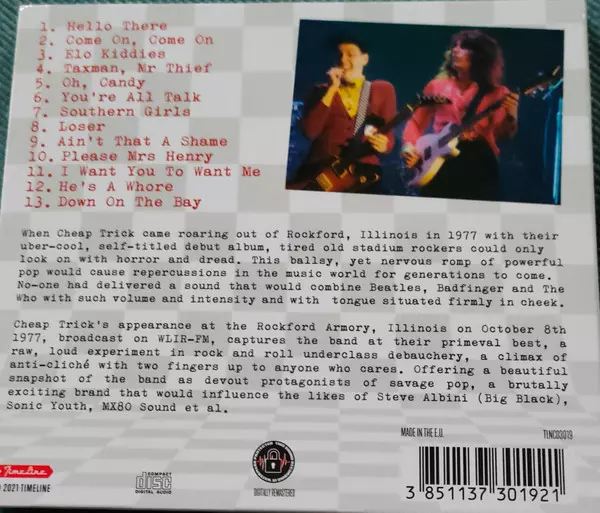 1. Hello There
2. Come On, Come On
3. Elo Kiddies
4. Taxman, Mr Thief
5. Oh, Candy
6. You're All Talk
7. Southern Girls
8. Loser
9. Ain't That A Shame
10. Please Mrs Henry
11. I Want You To Want Me
12. He's A Whore
13. Down On The Bay
When Cheap Trick came roaring out of Rockford, Illinois in 1977 with their
uber-cool, self-titled debut album, tired old stadium rockers could only
look on with horror and dread. This ballsy, yet nervous romp of powerful
pop would cause repercussions in the music world for generations to come.
No-one had delivered a sound that would combine Beatles, Badfinger and The
Who with such volume and intensity and with tongue situated firmly in cheek.
Cheap Trick's appearance at the Rockford Armory, Illinois on October 8th
1977, broadcast on WLIR-FM, captures the band at their primeval best, a
raw, loud experiment in rock and roll underclass debauchery, a climax of
anti-cliché with two fingers up to anyone who cares. Offering a beautiful
snapshot of the band as devout protagonists of savage pop, a brutally
exciting brand that would influence the likes of Steve Albini (Big Black),
Sonic Youth, MX80 Sound et al.
MADE IN THE E.U. TLNCD3019
TimeLine
2021 TIMELINE
COMPACT
disc
DIGITAL AUDIO
DIGITALLY REMASTERED
3 851137 301921